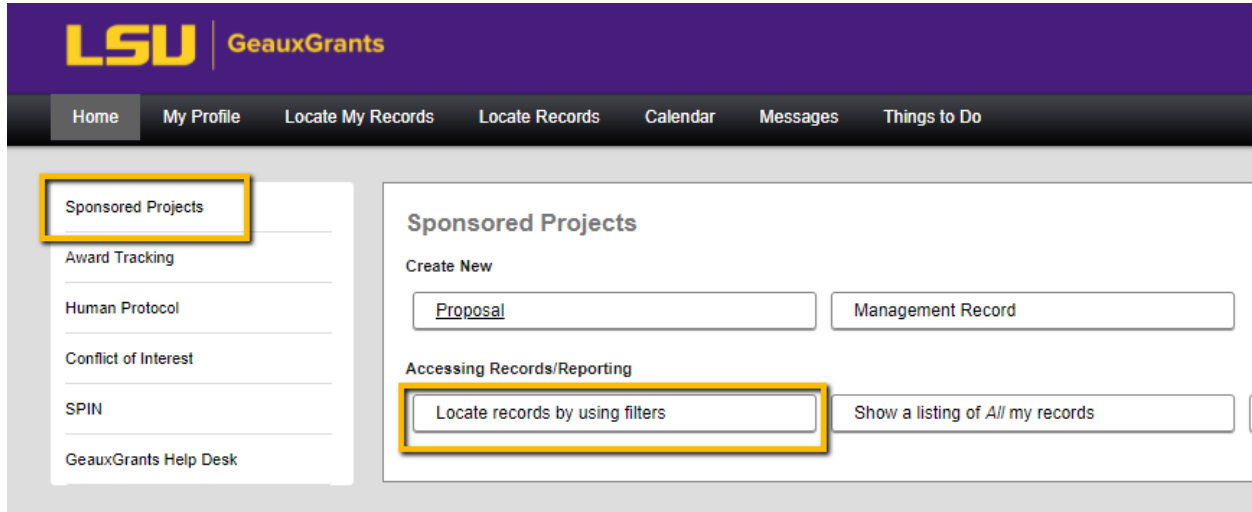 LSU GeauxGrants
Home My Profile Locate My Records Locate Records Calendar Messages Things to Do
Sponsored Projects
Award Tracking
Human Protocol
Conflict of Interest
SPIN
GeauxGrants Help Desk
Sponsored Projects
Create New
Proposal Management Record
Accessing Records/Reporting
Locate records by using filters Show a listing of All my records